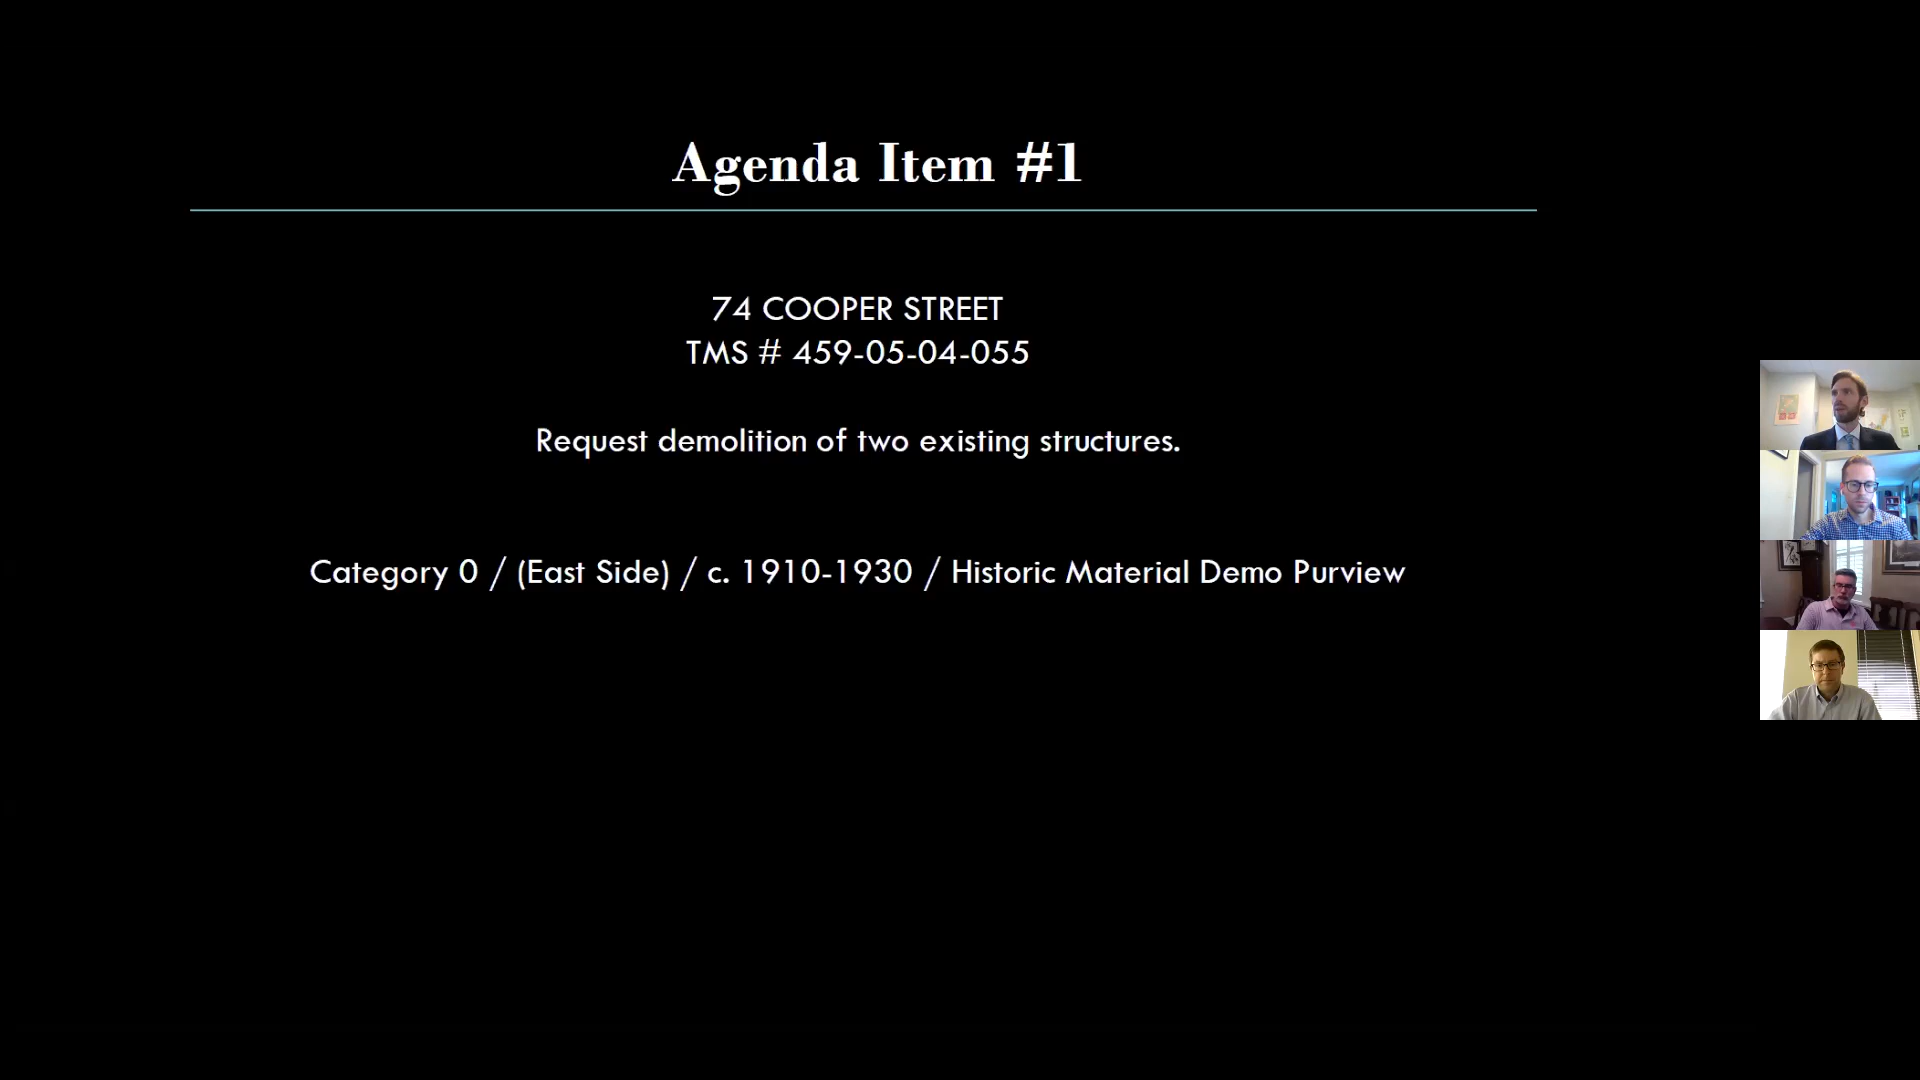 Agenda Item #1
74 COOPER STREET
TMS # 459-05-04-055
Request demolition of two existing structures.
Category 0 / (East Side) / c. 1910-1930 / Historic Material Demo Purview